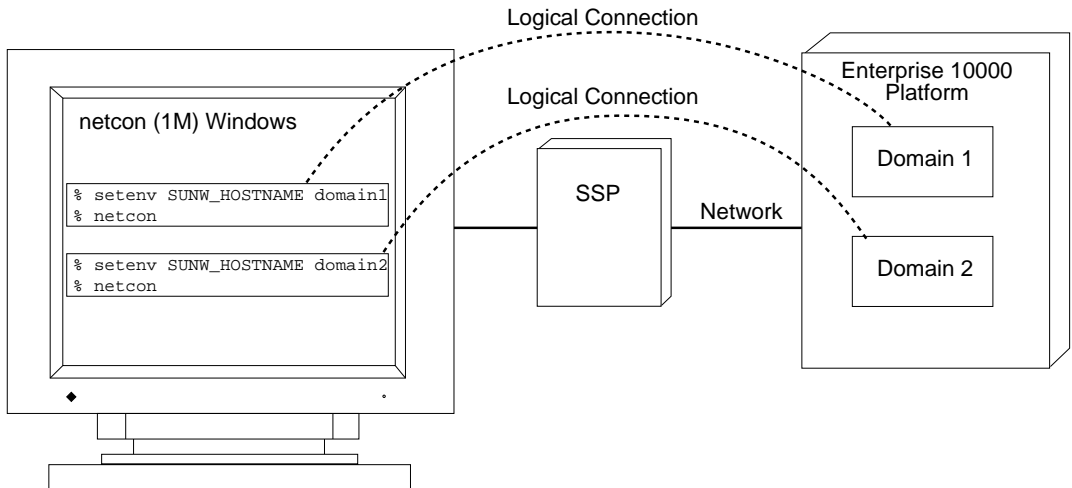 Logical Connection
Enterprise 10000
Platform
Logical Connection
netcon (1M) Windows
Domain 1
% setenv SUNW_HOSTNAME domain1
% netcon
SSP
Network
% setenv SUNW_HOSTNAME domain2
% netcon
Domain 2